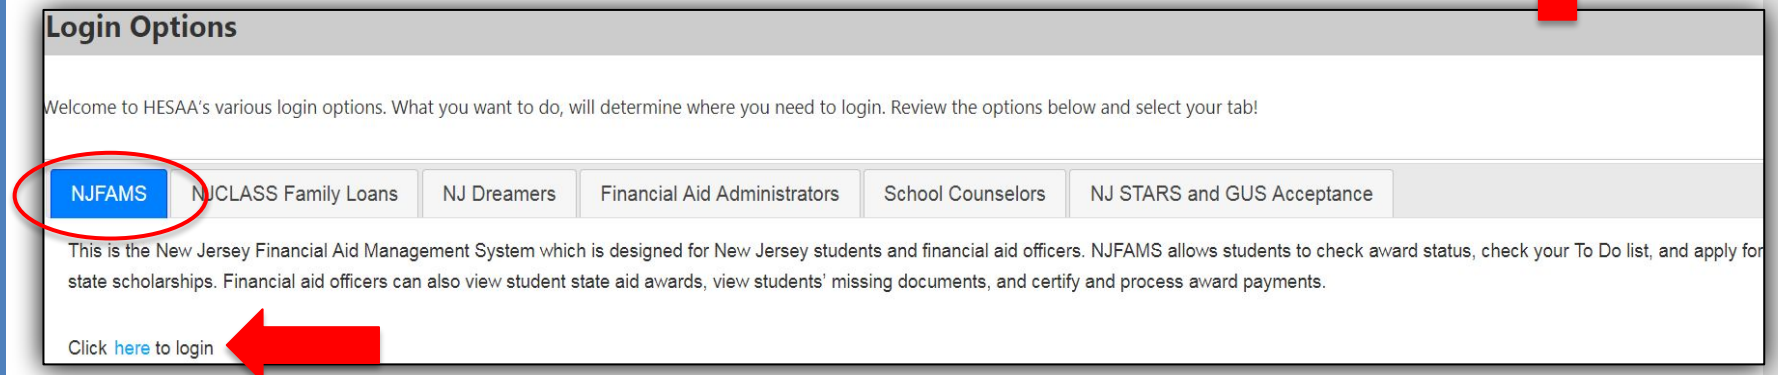 Login Options
Welcome to HESAA's various login options. What you want to do, will determine where you need to login. Review the options below and select your tab!
NJFAMS NJCLASS Family Loans NJ Dreamers Financial Aid Administrators School Counselors NJ STARS and GUS Acceptance
This is the New Jersey Financial Aid Management System which is designed for New Jersey students and financial aid officers. NJFAMS allows students to check award status, check your To Do list, and apply for
state scholarships. Financial aid officers can also view student state aid awards, view students' missing documents, and certify and process award payments.
Click here to login